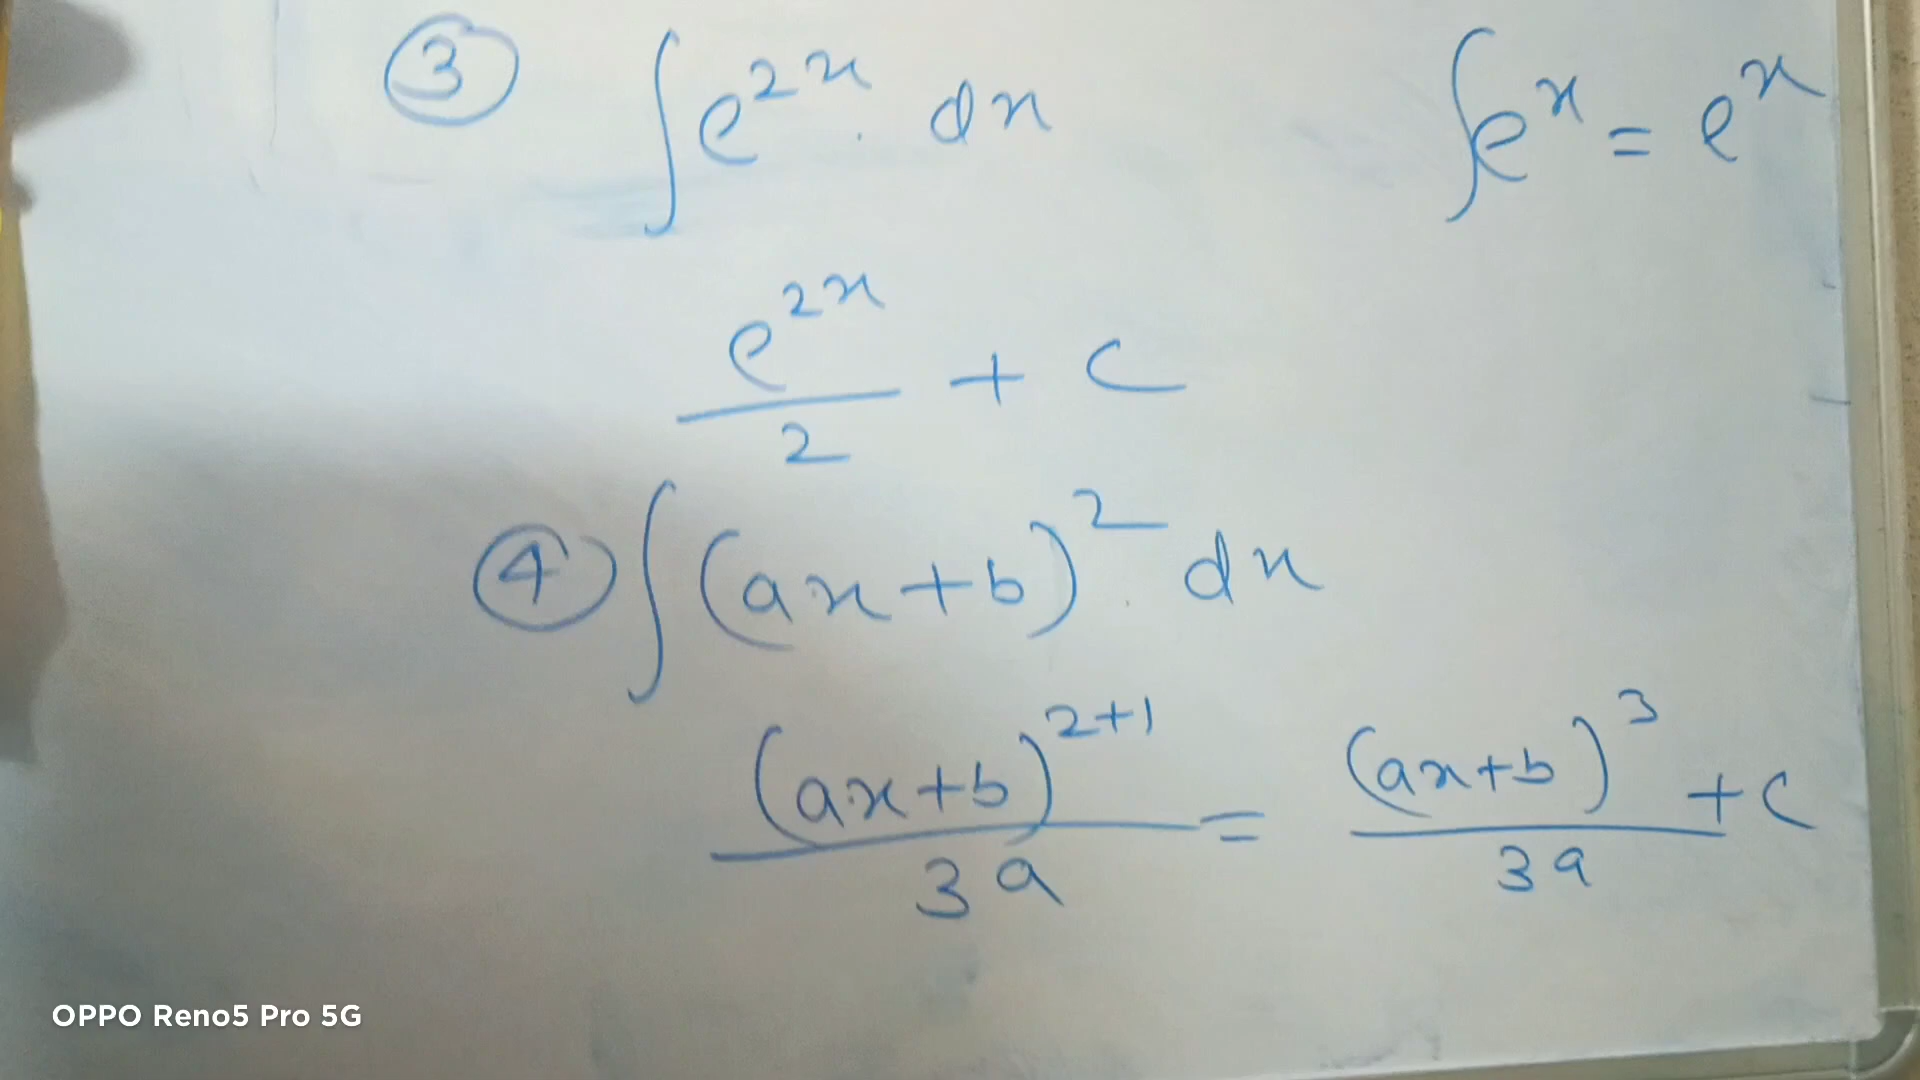 ③ ∫e^{2x}. dx ∫e^x = e^x
e^{2x}/2 + c
④ ∫(ax+b)^2. dx
(ax+b)^{2+1}/3a = (ax+b)^3/3a + c
OPPO Reno5 Pro 5G